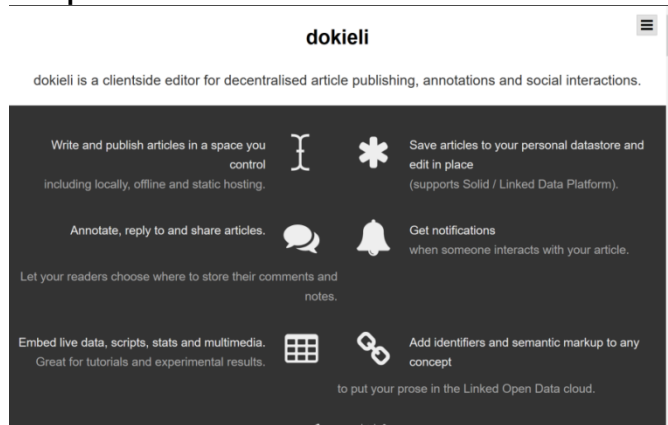 dokieli
dokieli is a clientside editor for decentralised article publishing, annotations and social interactions.
Write and publish articles in a space you
control
including locally, offline and static hosting.
Save articles to your personal datastore and
edit in place
(supports Solid / Linked Data Platform).
Annotate, reply to and share articles.
Let your readers choose where to store their comments and
notes.
Get notifications
when someone interacts with your article.
Embed live data, scripts, stats and multimedia.
Great for tutorials and experimental results.
Add identifiers and semantic markup to any
concept
to put your prose in the Linked Open Data cloud.